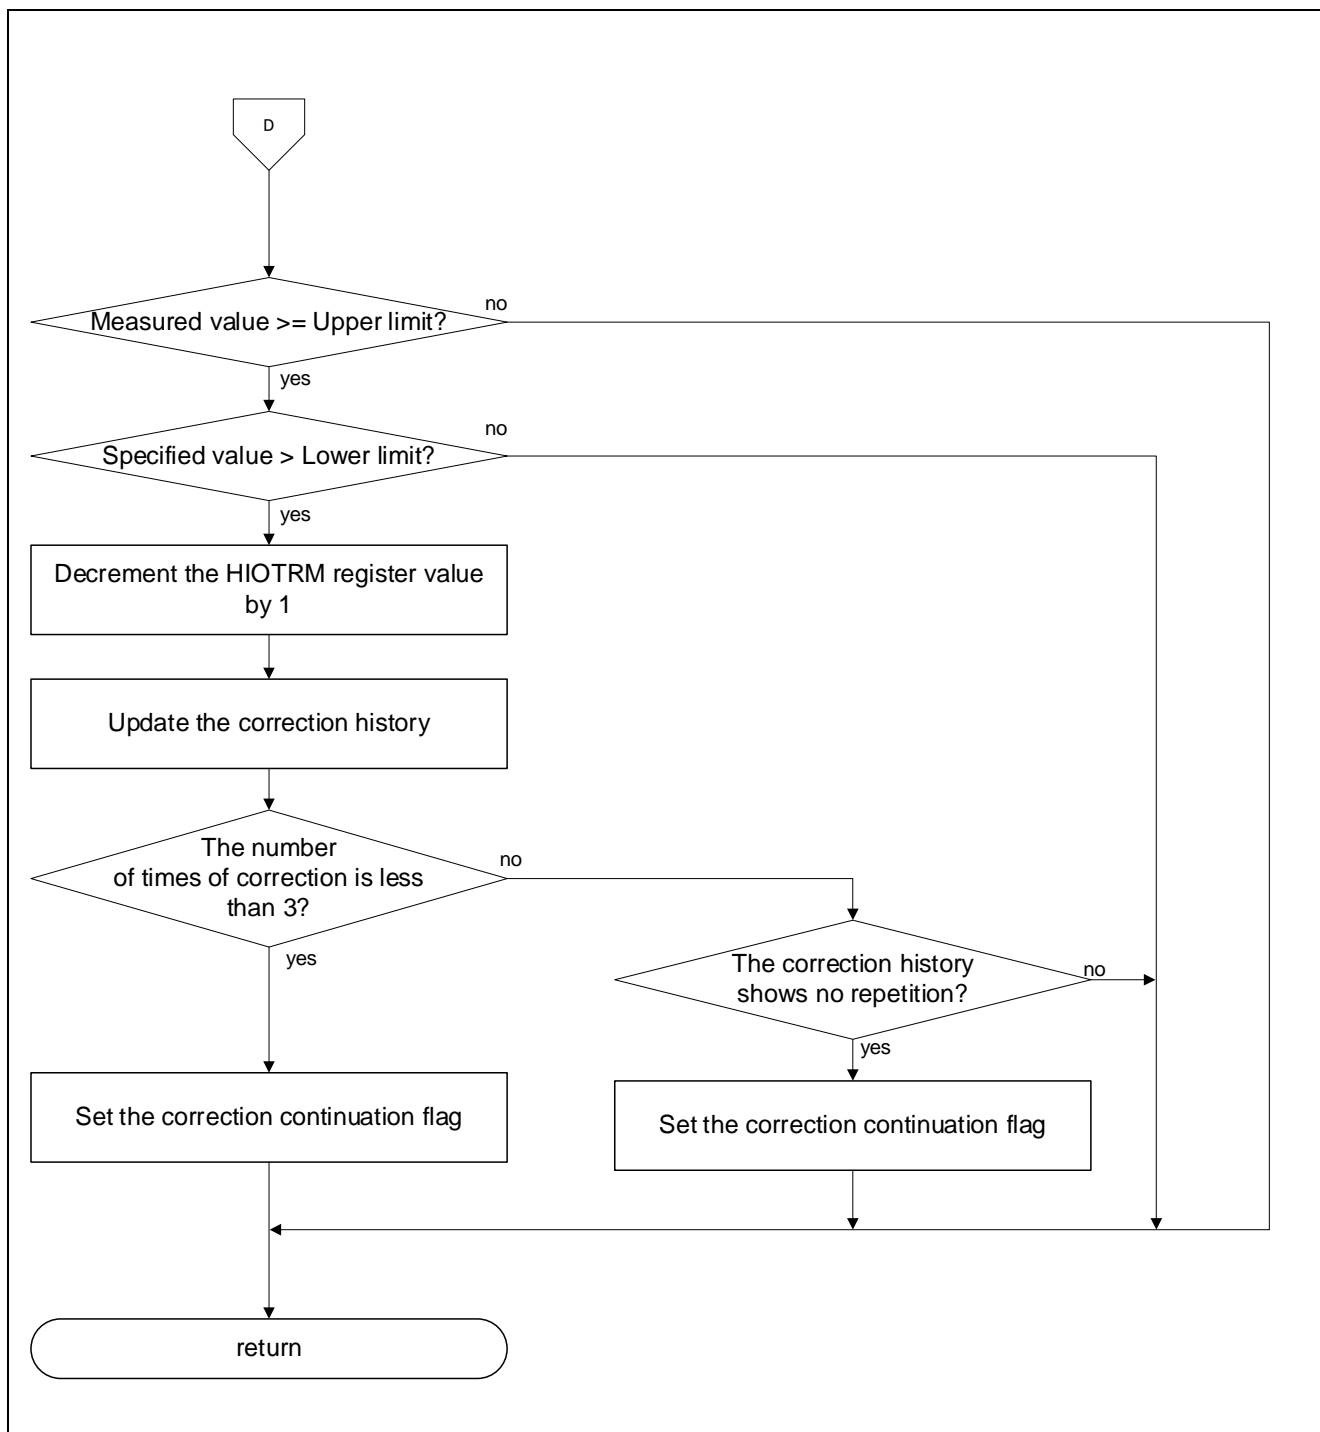 D
no
Measured value >= Upper limit?
yes
no
Specified value > Lower limit?
yes
Decrement the HIOTRM register value
by 1
Update the correction history
The number
of times of correction is less
than 3?
no
yes
The correction history
shows no repetition?
no
yes
Set the correction continuation flag
Set the correction continuation flag
return